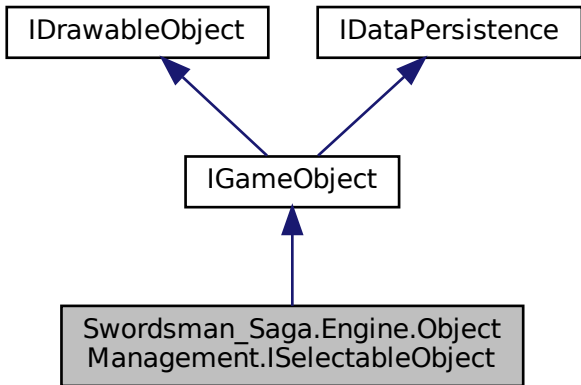 IDrawableObject
IDataPersistence
IGameObject
Swordsman_Saga.Engine.Object
Management.ISelectableObject